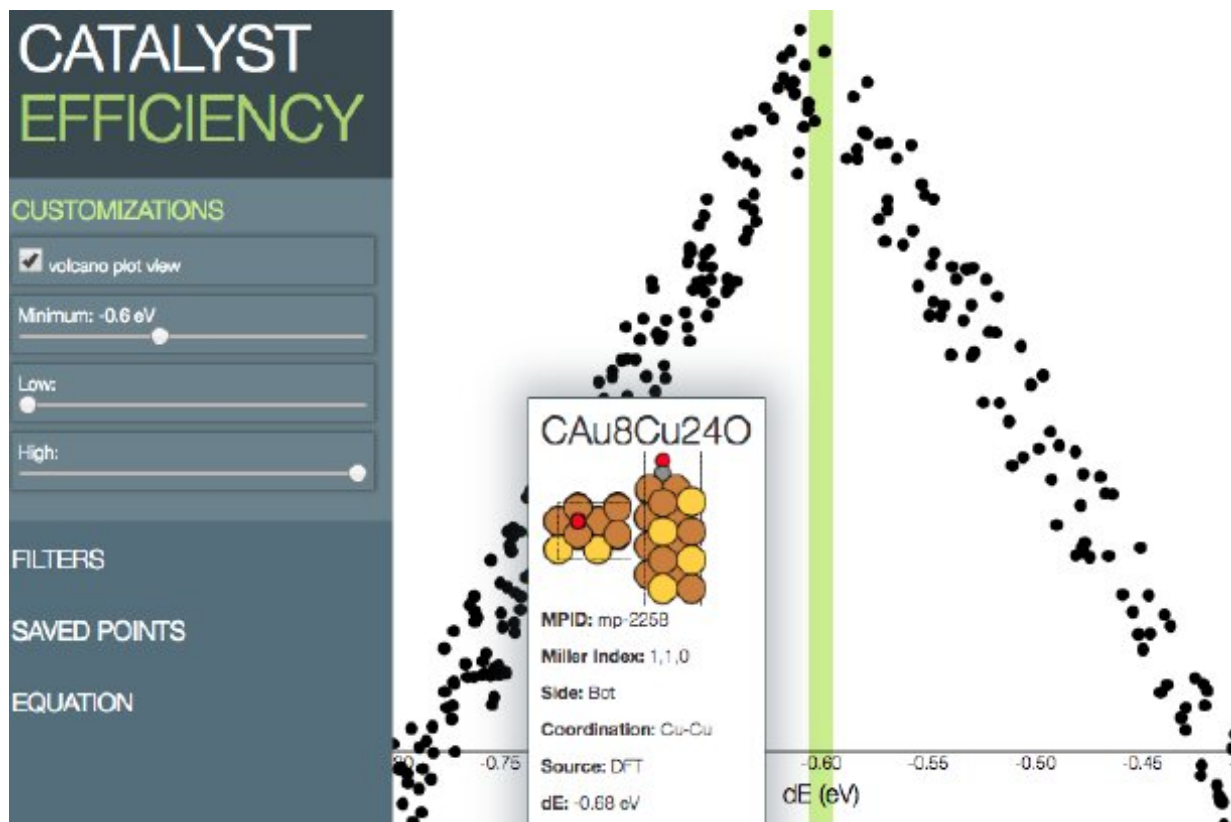 CATALYST
EFFICIENCY
CUSTOMIZATIONS
volcano plot view
Minimum: -0.6 eV
Low:
High:
FILTERS
SAVED POINTS
EQUATION
CAu8Cu24O
MPID: mp-2258
Miller Index: 1,1,0
Side: Bot
Coordination: Cu-Cu
Source: DFT
dE: -0.68 eV
-0.75
-0.60
-0.55
-0.50
-0.45
dE (eV)